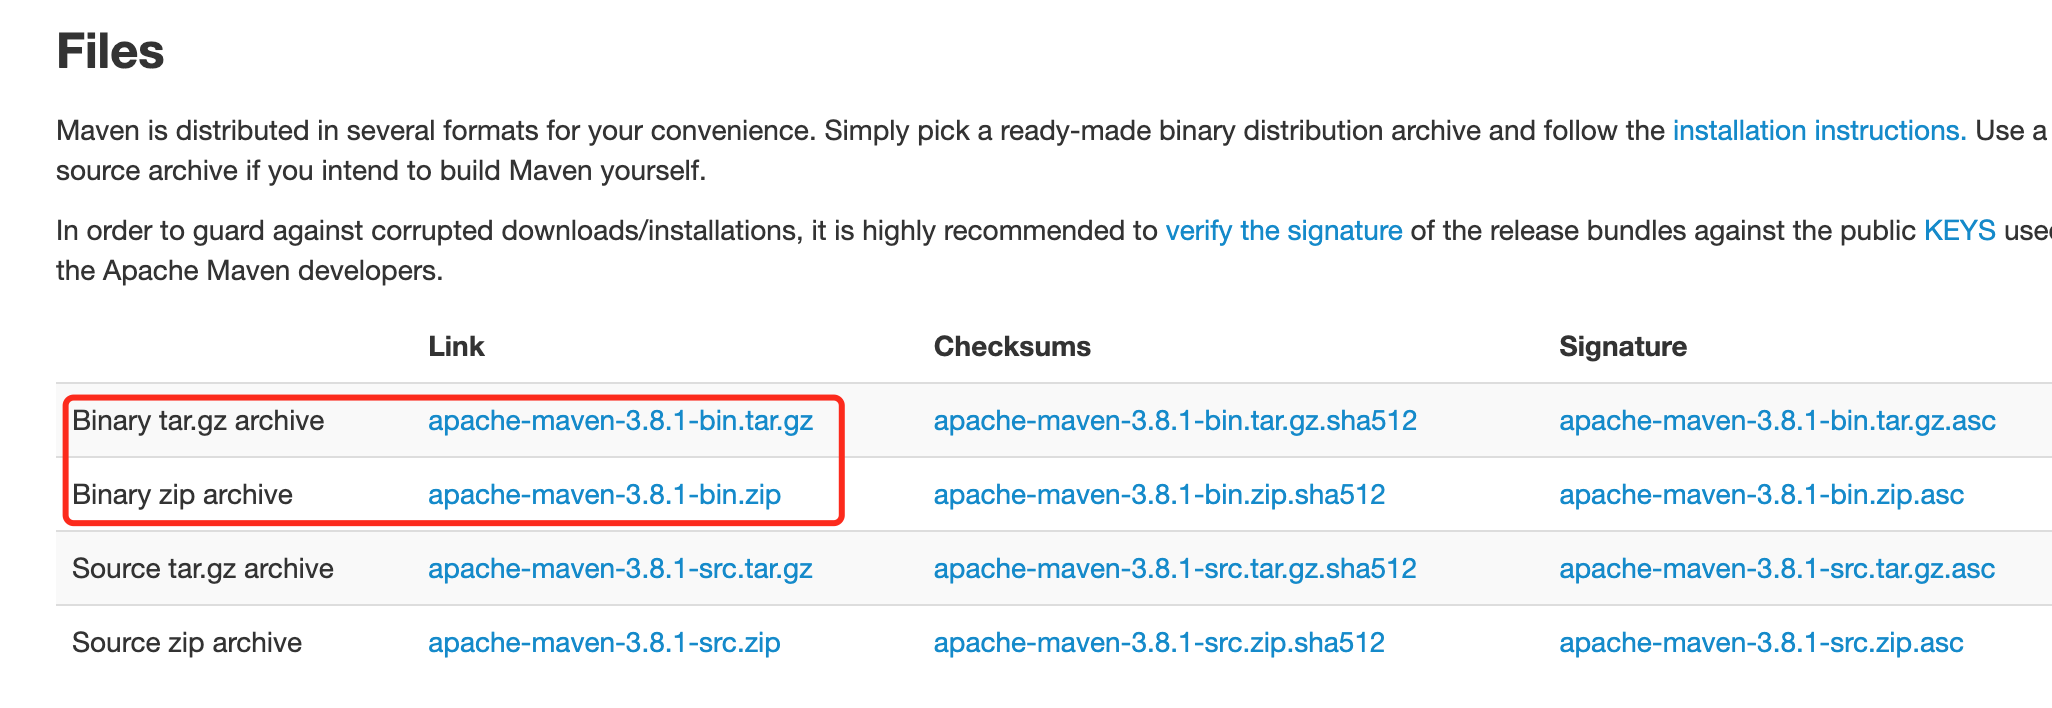 Files
Maven is distributed in several formats for your convenience. Simply pick a ready-made binary distribution archive and follow the installation instructions. Use a
source archive if you intend to build Maven yourself.
In order to guard against corrupted downloads/installations, it is highly recommended to verify the signature of the release bundles against the public KEYS
the Apache Maven developers.
Link Checksums Signature
Binary tar.gz archive apache-maven-3.8.1-bin.tar.gz apache-maven-3.8.1-bin.tar.gz.sha512 apache-maven-3.8.1-bin.tar.gz.asc
Binary zip archive apache-maven-3.8.1-bin.zip apache-maven-3.8.1-bin.zip.sha512 apache-maven-3.8.1-bin.zip.asc
Source tar.gz archive apache-maven-3.8.1-src.tar.gz apache-maven-3.8.1-src.tar.gz.sha512 apache-maven-3.8.1-src.tar.gz.asc
Source zip archive apache-maven-3.8.1-src.zip apache-maven-3.8.1-src.zip.sha512 apache-maven-3.8.1-src.zip.asc